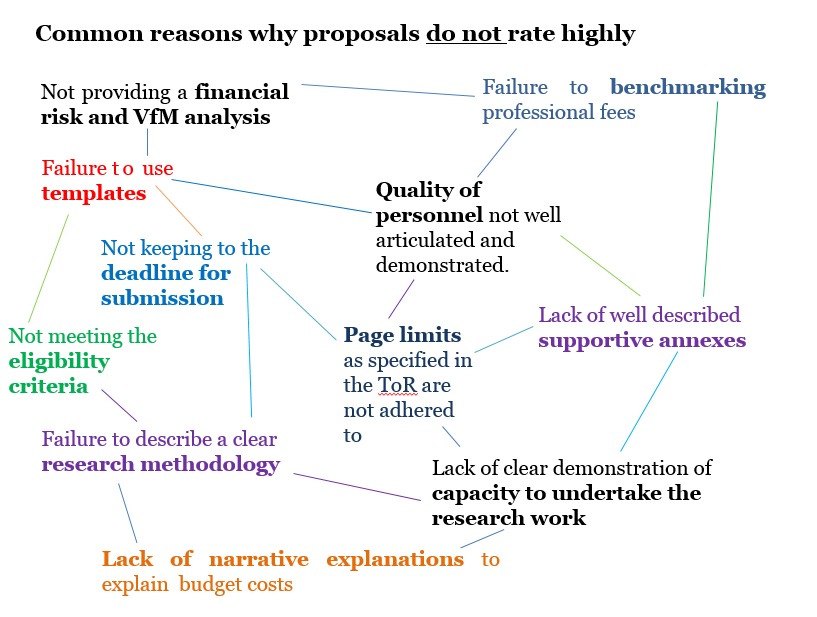 Common reasons why proposals do not rate highly
Not providing a financial
risk and VfM analysis
Failure to benchmarking
professional fees
Failure to use
templates
Quality of
personnel not well
articulated and
demonstrated.
Not keeping to the
deadline for
submission
Lack of well described
supportive annexes
Not meeting the
eligibility
criteria
Page limits
as specified in
the ToR are
not adhered
to
Failure to describe a clear
research methodology
Lack of clear demonstration of
capacity to undertake the
research work
Lack of narrative explanations to
explain budget costs